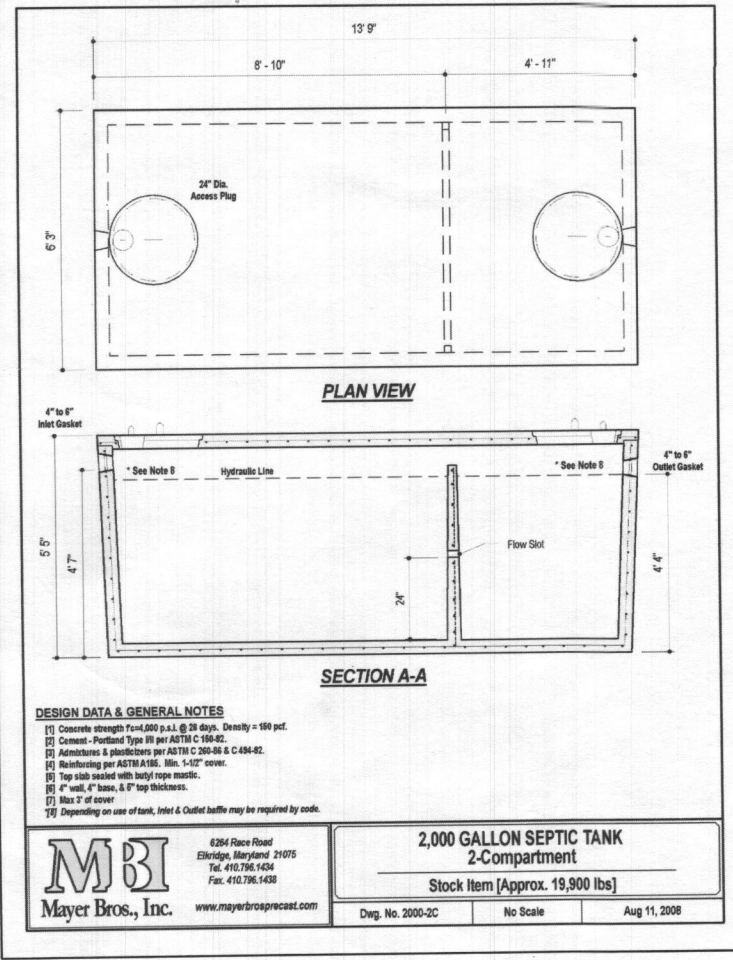 13' 9"
8' - 10"
4' - 11"
24" Dia.
Access Plug
6' 3"
PLAN VIEW
4" to 6"
Inlet Gasket
* See Note 8
Hydraulic Line
* See Note 8
4" to 6"
Outlet Gasket
5' 5"
4' 7"
Flow Slot
24"
4' 4"
SECTION A-A
DESIGN DATA & GENERAL NOTES
[1] Concrete strength f'c=4,000 p.s.i. @ 28 days. Density = 150 pcf.
[2] Cement - Portland Type I/II per ASTM C 150-92.
[3] Admixtures & plasticizers per ASTM C 260-86 & C 494-92.
[4] Reinforcing per ASTM A185. Min. 1-1/2" cover.
[5] Top slab sealed with butyl rope mastic.
[6] 4" wall, 4" base, & 5" top thickness.
[7] Max 3' of cover
*[8] Depending on use of tank, Inlet & Outlet baffle may be required by code.
MBI
Mayer Bros., Inc.
6264 Race Road
Elkridge, Maryland 21075
Tel. 410.796.1434
Fax. 410.796.1438
www.mayerbrosprecast.com
2,000 GALLON SEPTIC TANK
2-Compartment
Stock Item [Approx. 19,900 lbs]
Dwg. No. 2000-2C
No Scale
Aug 11, 2008